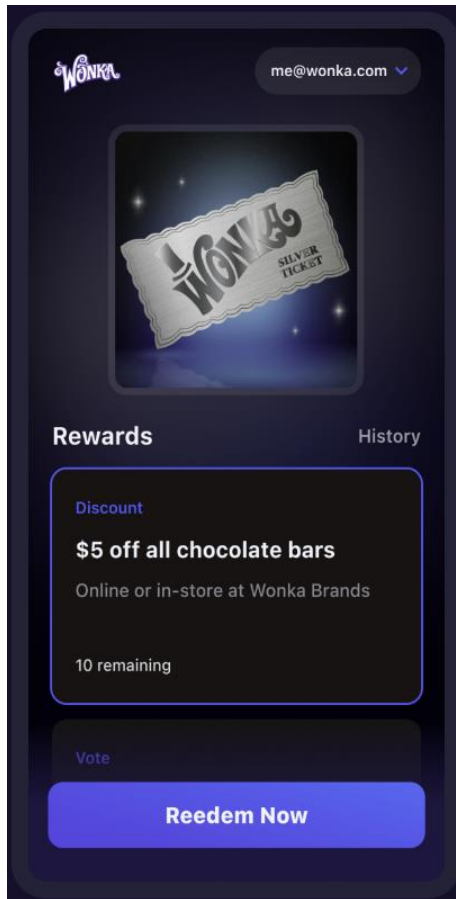 WONKA
me@wonka.com
WONKA
SILVER
TICKET
Rewards
History
Discount
$5 off all chocolate bars
Online or in-store at Wonka Brands
10 remaining
Vote
Reedem Now